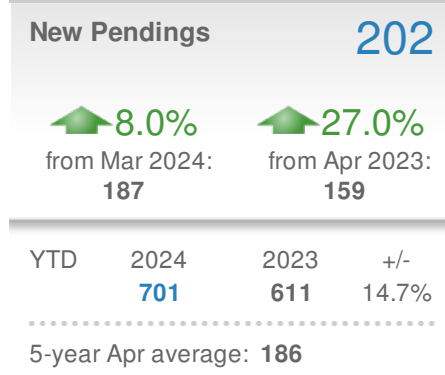 New Pendings 202
8.0% 27.0%
from Mar 2024: from Apr 2023:
187 159
YTD 2024 2023 +/-
701 611 14.7%
5-year Apr average: 186